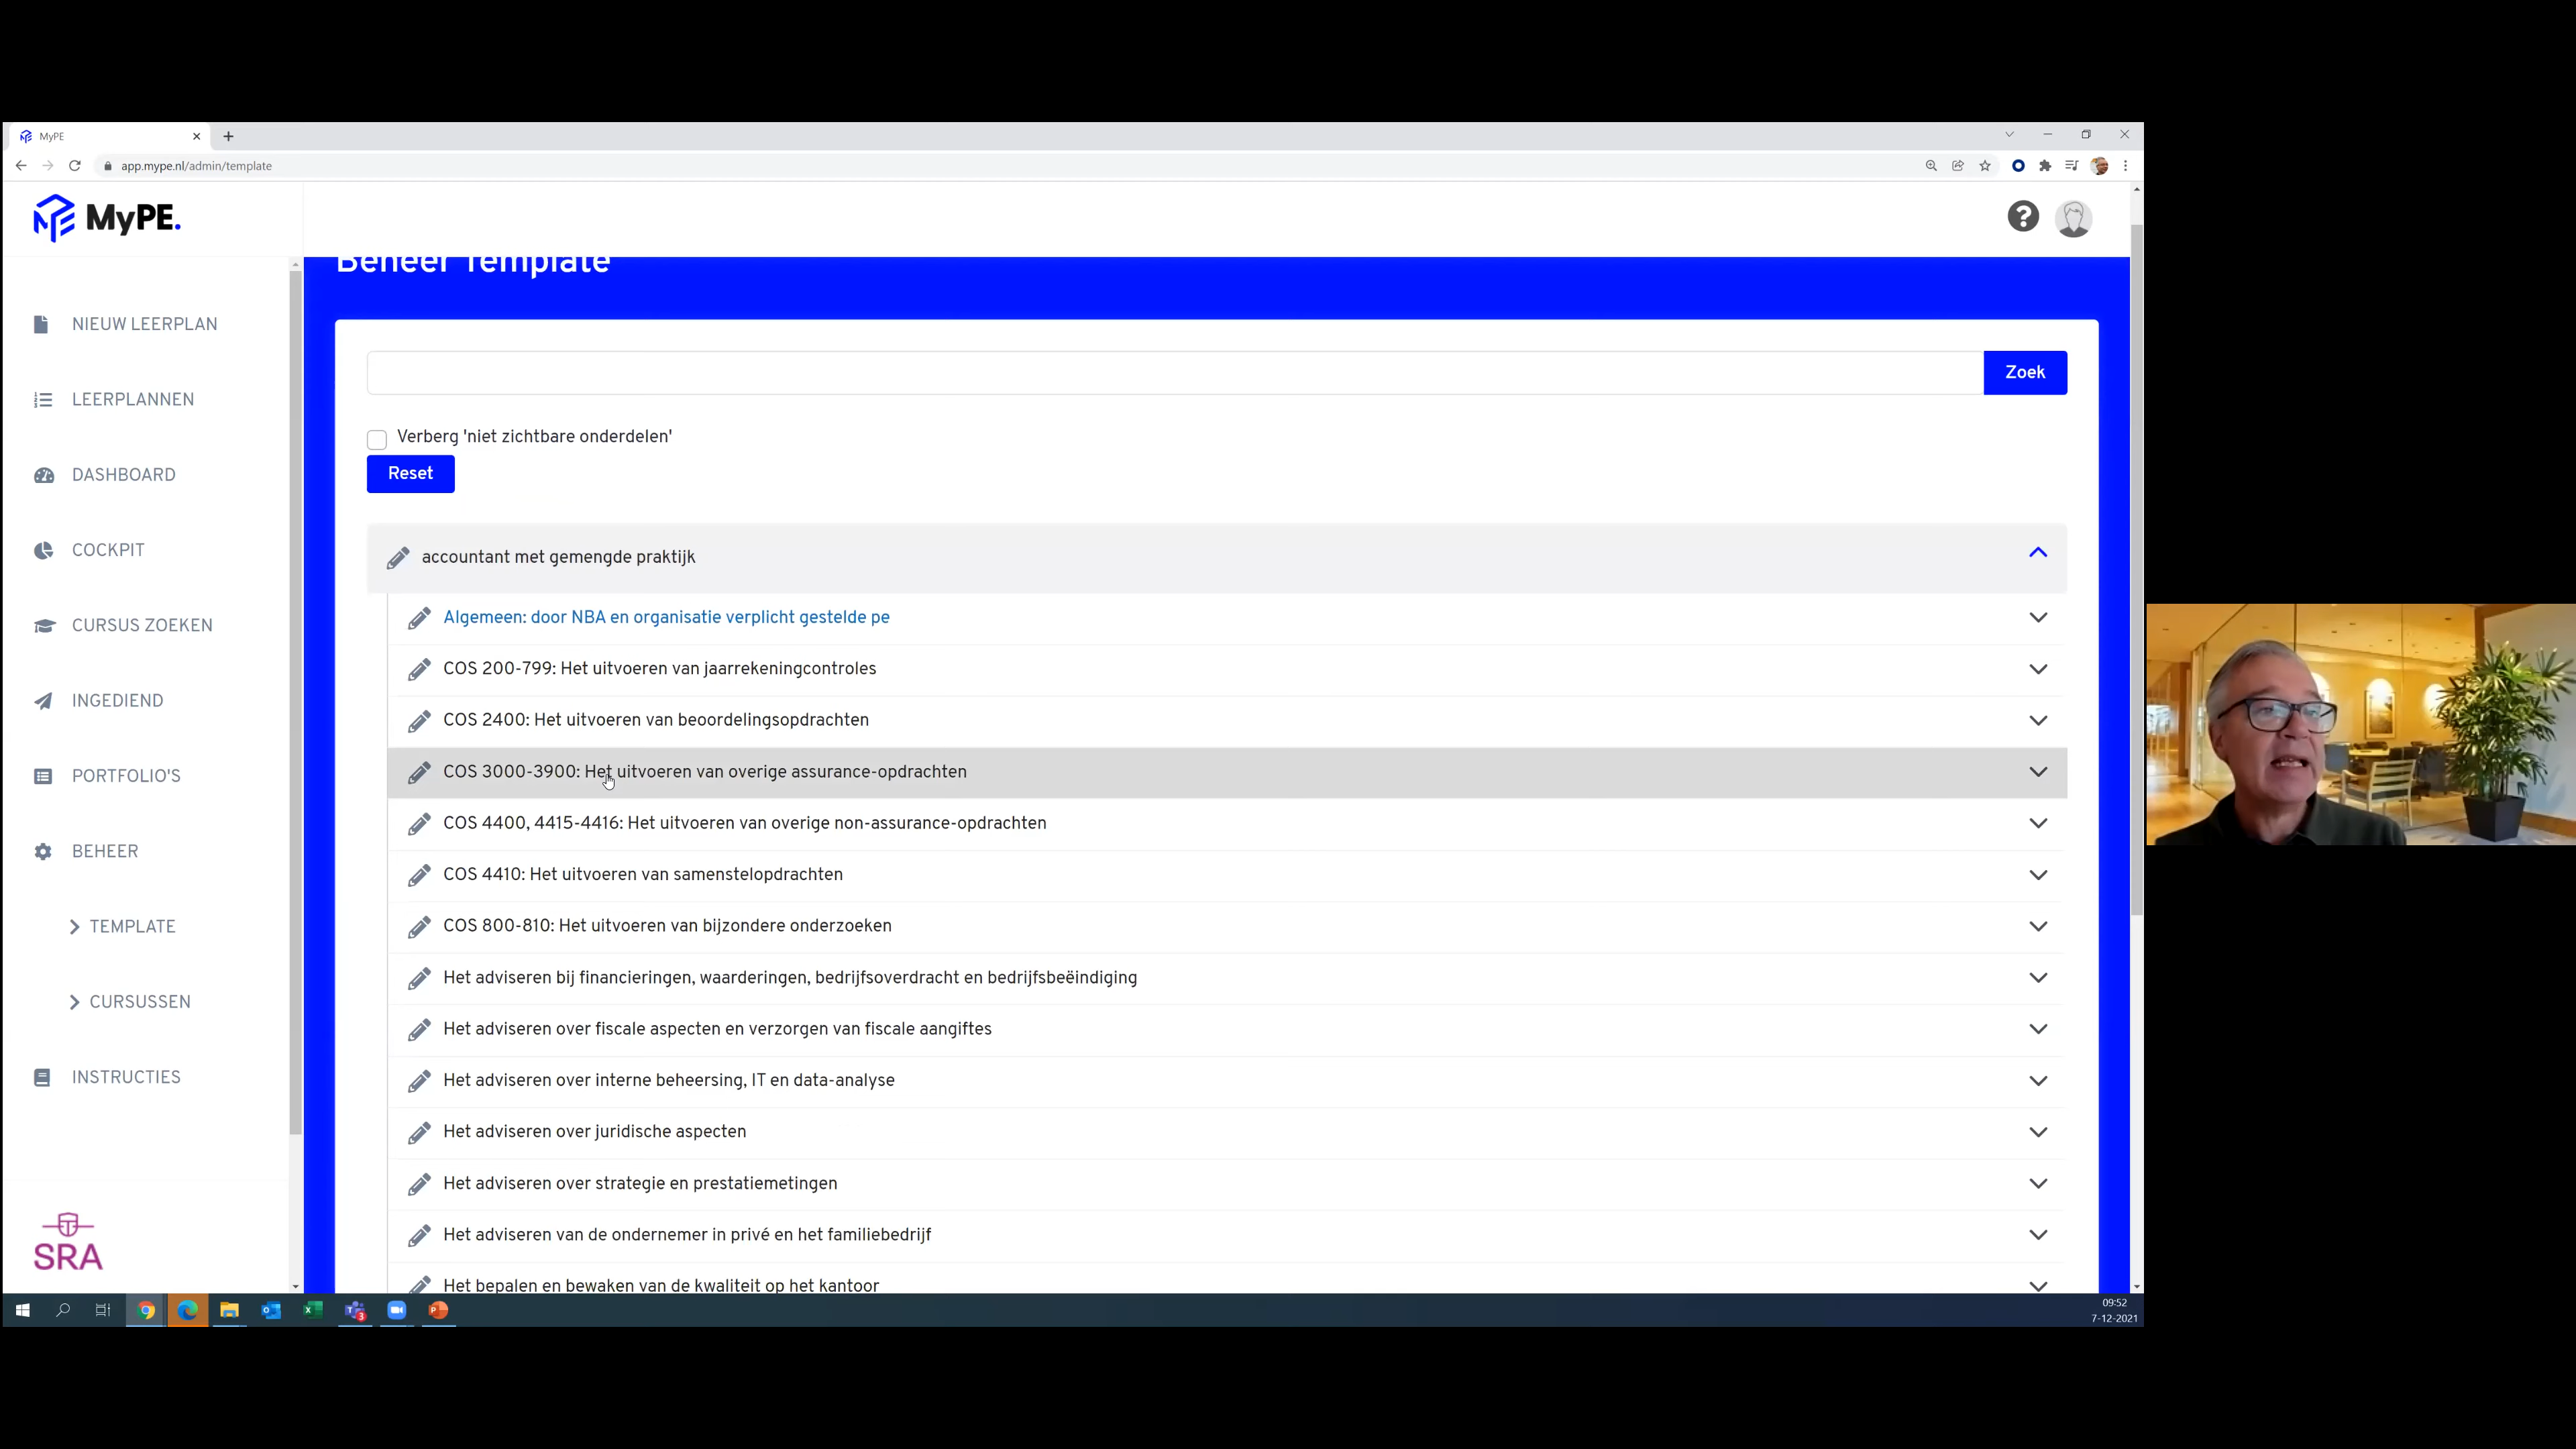 MyPE
app.mype.nl/admin/template
MyPE.
Beheer Template
NIEUW LEERPLAN
LEERPLANNEN
DASHBOARD
COCKPIT
CURSUS ZOEKEN
INGEDIEND
PORTFOLIO'S
BEHEER
TEMPLATE
CURSUSSEN
INSTRUCTIES
SRA
Zoek
Verberg 'niet zichtbare onderdelen'
Reset
accountant met gemengde praktijk
Algemeen: door NBA en organisatie verplicht gestelde pe
COS 200-799: Het uitvoeren van jaarrekeningcontroles
COS 2400: Het uitvoeren van beoordelingsopdrachten
COS 3000-3900: Het uitvoeren van overige assurance-opdrachten
COS 4400, 4415-4416: Het uitvoeren van overige non-assurance-opdrachten
COS 4410: Het uitvoeren van samenstelopdrachten
COS 800-810: Het uitvoeren van bijzondere onderzoeken
Het adviseren bij financieringen, waarderingen, bedrijfsoverdracht en bedrijfsbeëindiging
Het adviseren over fiscale aspecten en verzorgen van fiscale aangiftes
Het adviseren over interne beheersing, IT en data-analyse
Het adviseren over juridische aspecten
Het adviseren over strategie en prestatiemetingen
Het adviseren van de ondernemer in privé en het familiebedrijf
Het bepalen en bewaken van de kwaliteit op het kantoor
3
09:52
7-12-2021